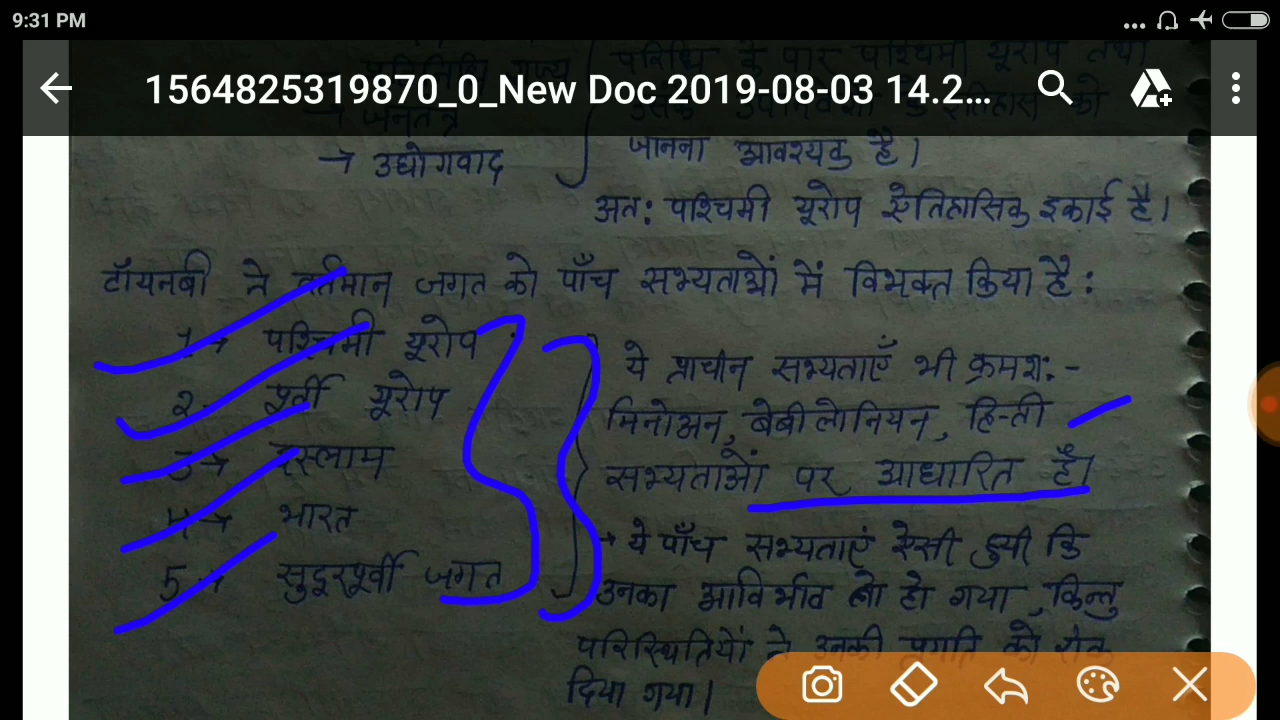 9:31 PM
1564825319870_0_New Doc 2019-08-03 14.2...
→ जनतंत्र
→ उद्योगवाद
जानना आवश्यक है।
अतः पश्चिमी यूरोप ऐतिहासिक इकाई है।
टॉयनबी ने वर्तमान जगत को पाँच सभ्यताओं में विभक्त किया है:
1→ पश्चिमी यूरोप
2. पूर्वी यूरोप
3→ इस्लाम
4→ भारत
5→ सुदूरपूर्वी जगत
ये प्राचीन सभ्यताएँ भी क्रमशः-
मिनोअन, बेबीलोनियन, हि-ती
सभ्यताओं पर आधारित है।
→ ये पाँच सभ्यताएं ऐसी हुयी कि
उनका आविर्भाव तो हो गया, किन्तु
परिस्थितियों ने उनकी प्रगति को रोक
दिया गया।